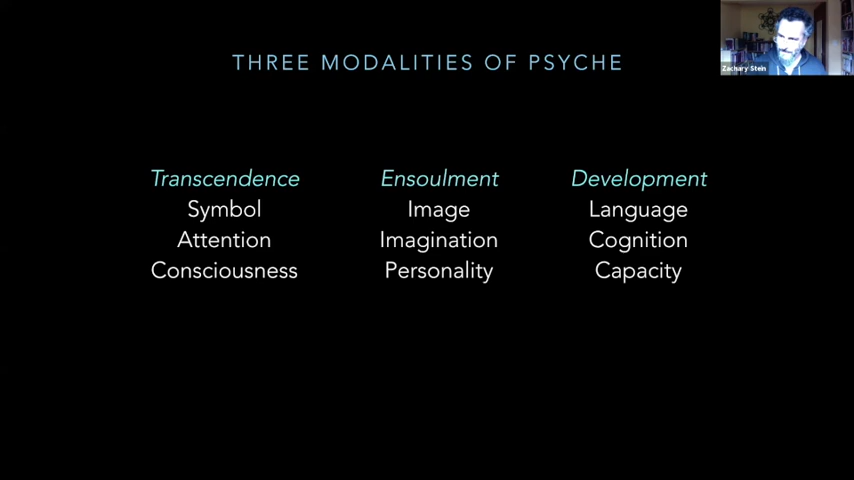 THREE MODALITIES OF PSYCHE
Zachary Stein
Transcendence Ensoulment Development
Symbol Image Language
Attention Imagination Cognition
Consciousness Personality Capacity